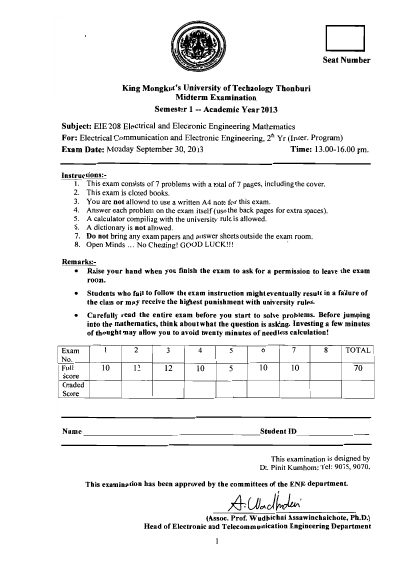 Seat Number
King Mongkut's University of Technology Thonburi
Midterm Examination
Semester 1 -- Academic Year 2013
Subject: EIE 208 Electrical and Electronic Engineering Mathematics
For: Electrical Communication and Electronic Engineering, 2th Yr (Inter. Program)
Exam Date: Monday September 30, 2013 Time: 13.00-16.00 pm.
Instructions:-
1. This exam consists of 7 problems with a total of 7 pages, including the cover.
2. This exam is closed books.
3. You are not allowed to use a written A4 note for this exam.
4. Answer each problem on the exam itself (use the back pages for extra spaces).
5. A calculator compiling with the university rule is allowed.
6. A dictionary is not allowed.
7. Do not bring any exam papers and answer sheets outside the exam room.
8. Open Minds ... No Cheating! GOOD LUCK!!!
Remarks:-
• Raise your hand when you finish the exam to ask for a permission to leave the exam
room.
• Students who fail to follow the exam instruction might eventually result in a failure of
the class or may receive the highest punishment with university rules.
• Carefully read the entire exam before you start to solve problems. Before jumping
into the mathematics, think about what the question is asking. Investing a few minutes
of thought may allow you to avoid twenty minutes of needless calculation!
Exam No. 1 2 3 4 5 6 7 8 TOTAL
Full Score 10 12 12 10 5 10 10 70
Graded Score
Name Student ID
This examination is designed by
Dr. Pinit Kumhom; Tel: 9075, 9070.
This examination has been approved by the committees of the ENE department.
(Assoc. Prof. Wudhichai Assawinchaichote, Ph.D.)
Head of Electronic and Telecommunication Engineering Department
1